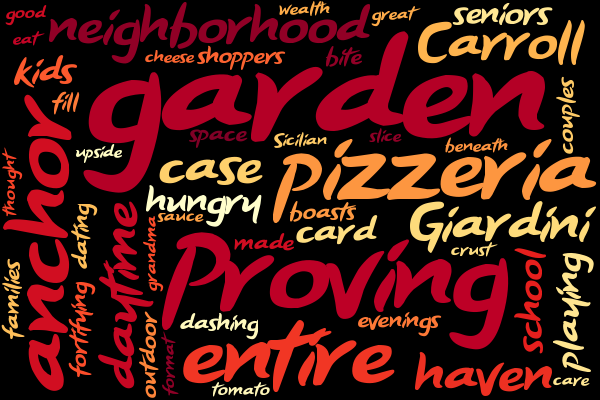 good
wealth
great
seniors
eat
neighborhood
Carroll
cheese
shoppers
bite
kids
fill
garden
couples
space
Sicilian
slice
beneath
upside
thought
anchor
case
pizzeria
hungry
sauce
boasts
card
Giardini
families
dating
daytime
grandma
made
Proving
crust
fortifying
outdoor
format
dashing
evenings
school
playing
entire
tomato
haven
care